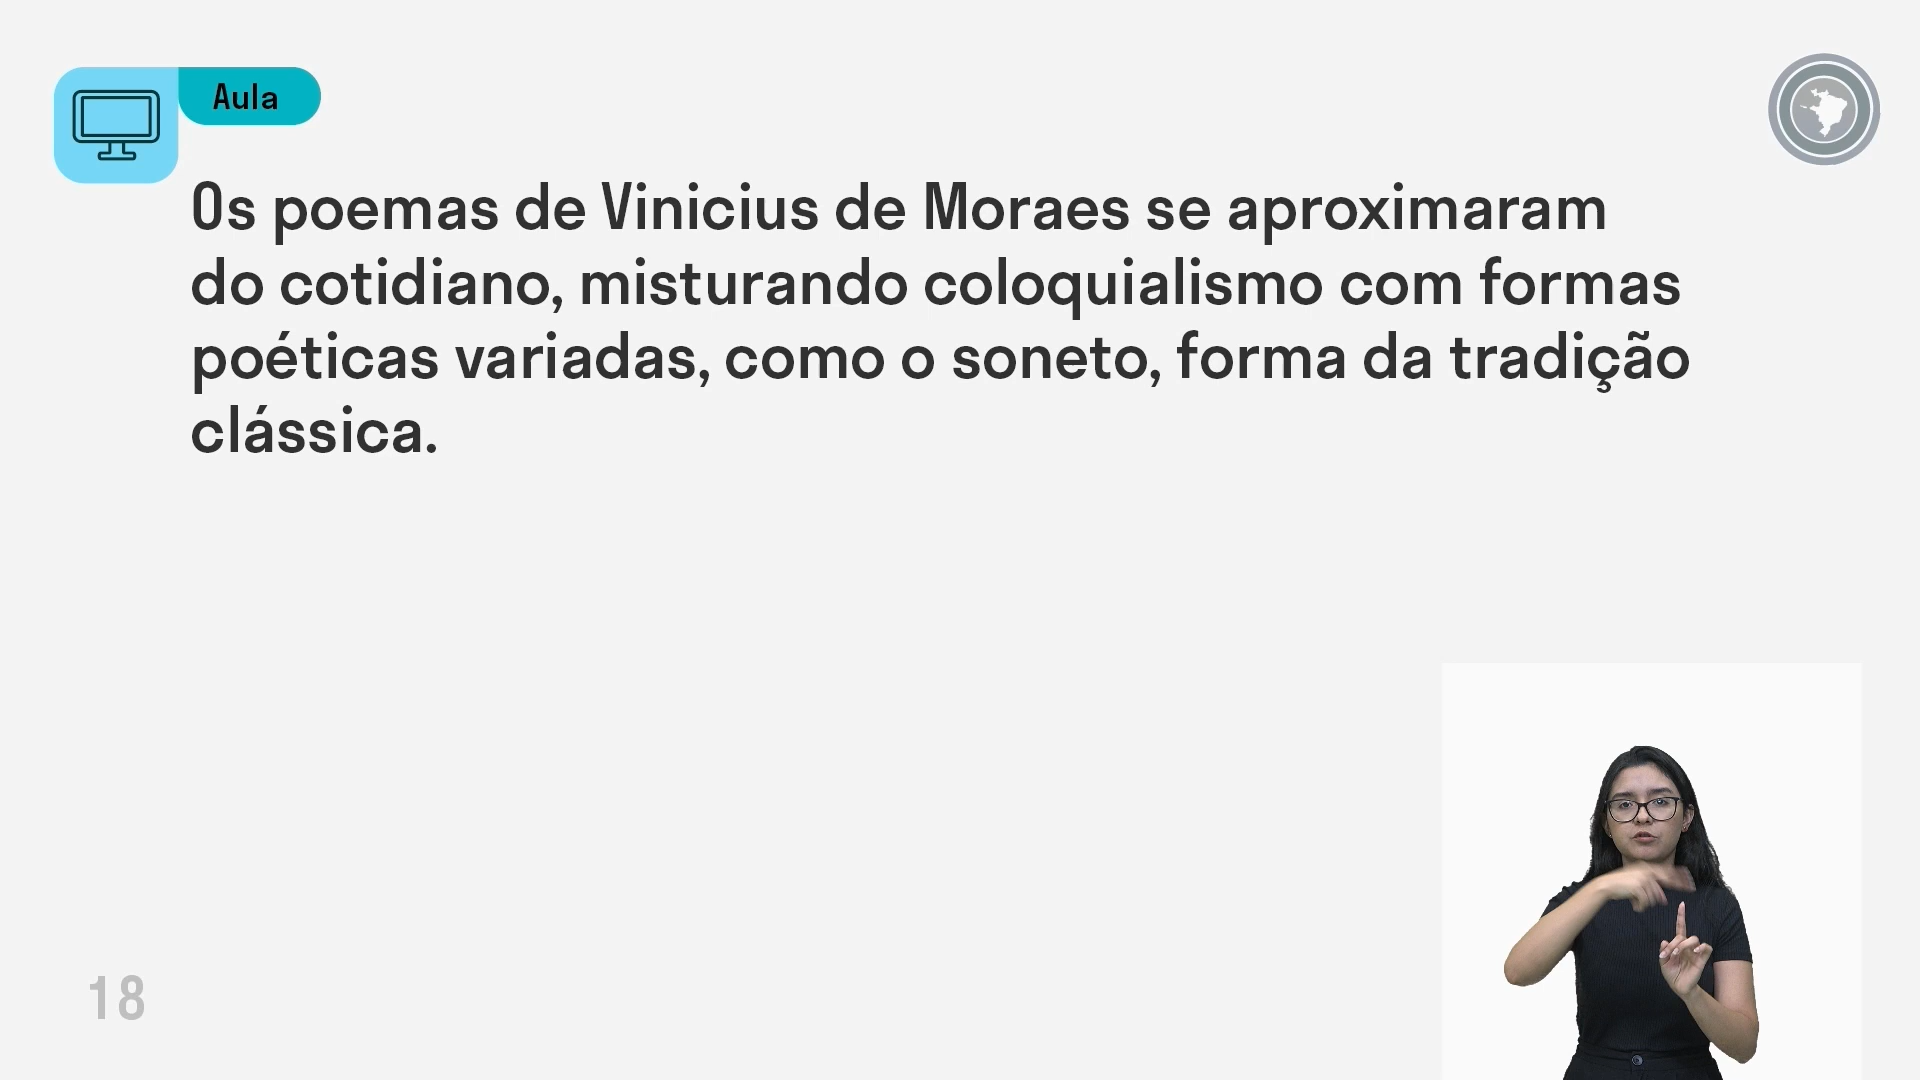 Aula
Os poemas de Vinicius de Moraes se aproximaram
do cotidiano, misturando coloquialismo com formas
poéticas variadas, como o soneto, forma da tradição
clássica.
18